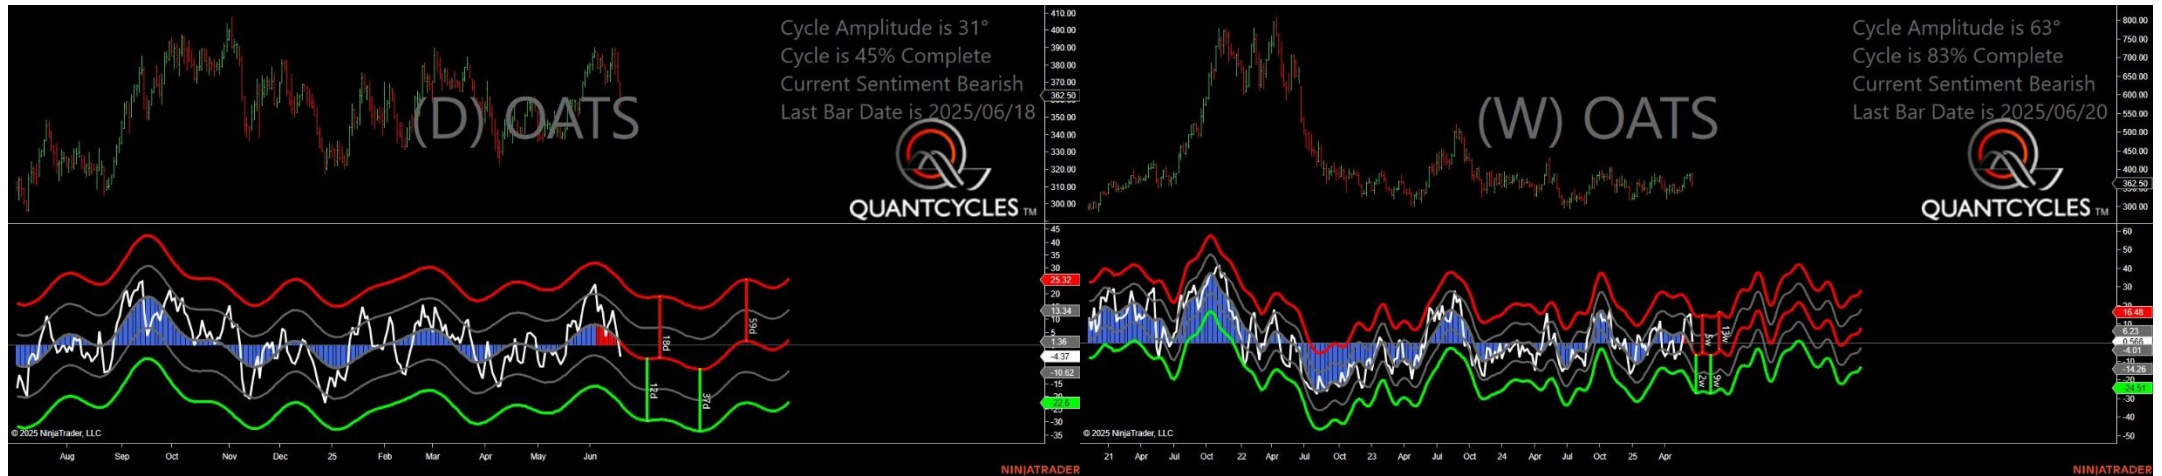 Cycle Amplitude is 31°
Cycle is 45% Complete
Current Sentiment Bearish
Last Bar Date is 2025/06/18
(D) OATS
QUANTCYCLES TM
410.00
400.00
390.00
380.00
370.00
362.50
350.00
340.00
330.00
320.00
310.00
300.00
45
40
35
30
25.32
20
13.34
5
1.36
-4.37
-10.62
-15
-22.6
-30
-35
18d
12d
37d
59d
© 2025 NinjaTrader, LLC
Aug Sep Oct Nov Dec 25 Feb Mar Apr May Jun
NINJATRADER
Cycle Amplitude is 63°
Cycle is 83% Complete
Current Sentiment Bearish
Last Bar Date is 2025/06/20
(W) OATS
QUANTCYCLES TM
800.00
750.00
700.00
650.00
600.00
550.00
500.00
450.00
400.00
362.50
300.00
60
50
40
30
16.48
10
6.23
0.566
-4.01
-14.26
-24.51
-30
-40
-50
13w
2w
9w
© 2025 NinjaTrader, LLC
21 Apr Jul Oct 22 Apr Jul Oct 23 Apr Jul Oct 24 Apr Jul Oct 25 Apr
NINJATRADER